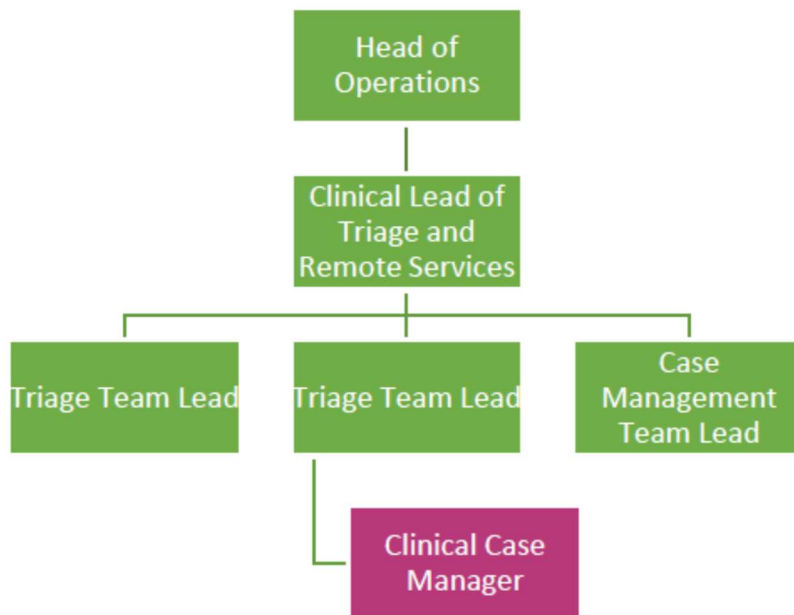 Head of
Operations
Clinical Lead of
Triage and
Remote Services
Triage Team Lead
Triage Team Lead
Case
Management
Team Lead
Clinical Case
Manager